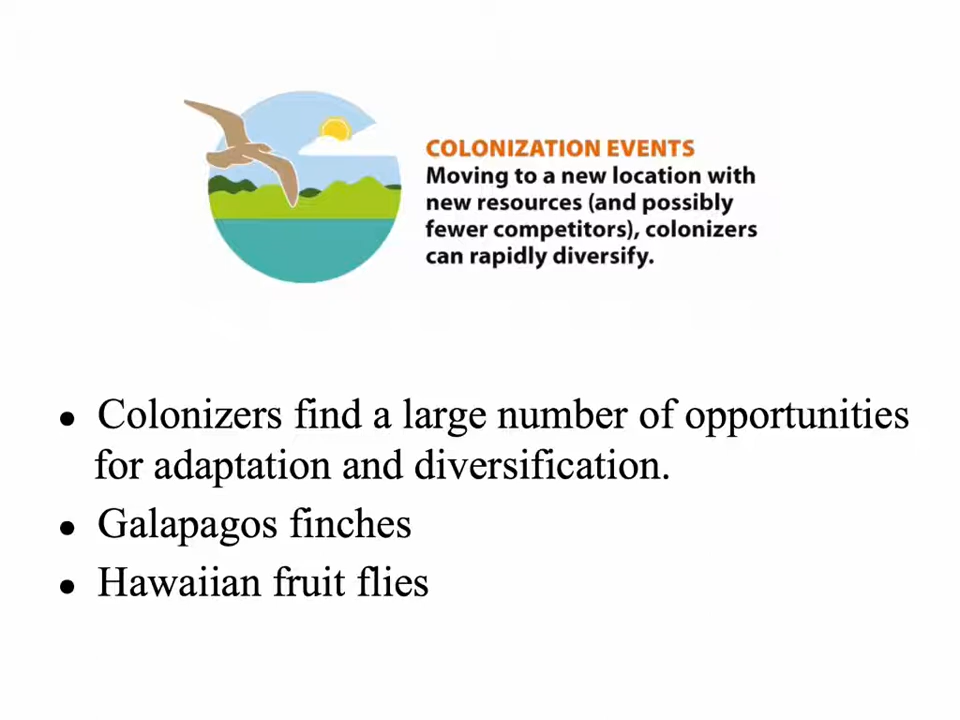 COLONIZATION EVENTS
Moving to a new location with
new resources (and possibly
fewer competitors), colonizers
can rapidly diversify.
• Colonizers find a large number of opportunities
for adaptation and diversification.
• Galapagos finches
• Hawaiian fruit flies